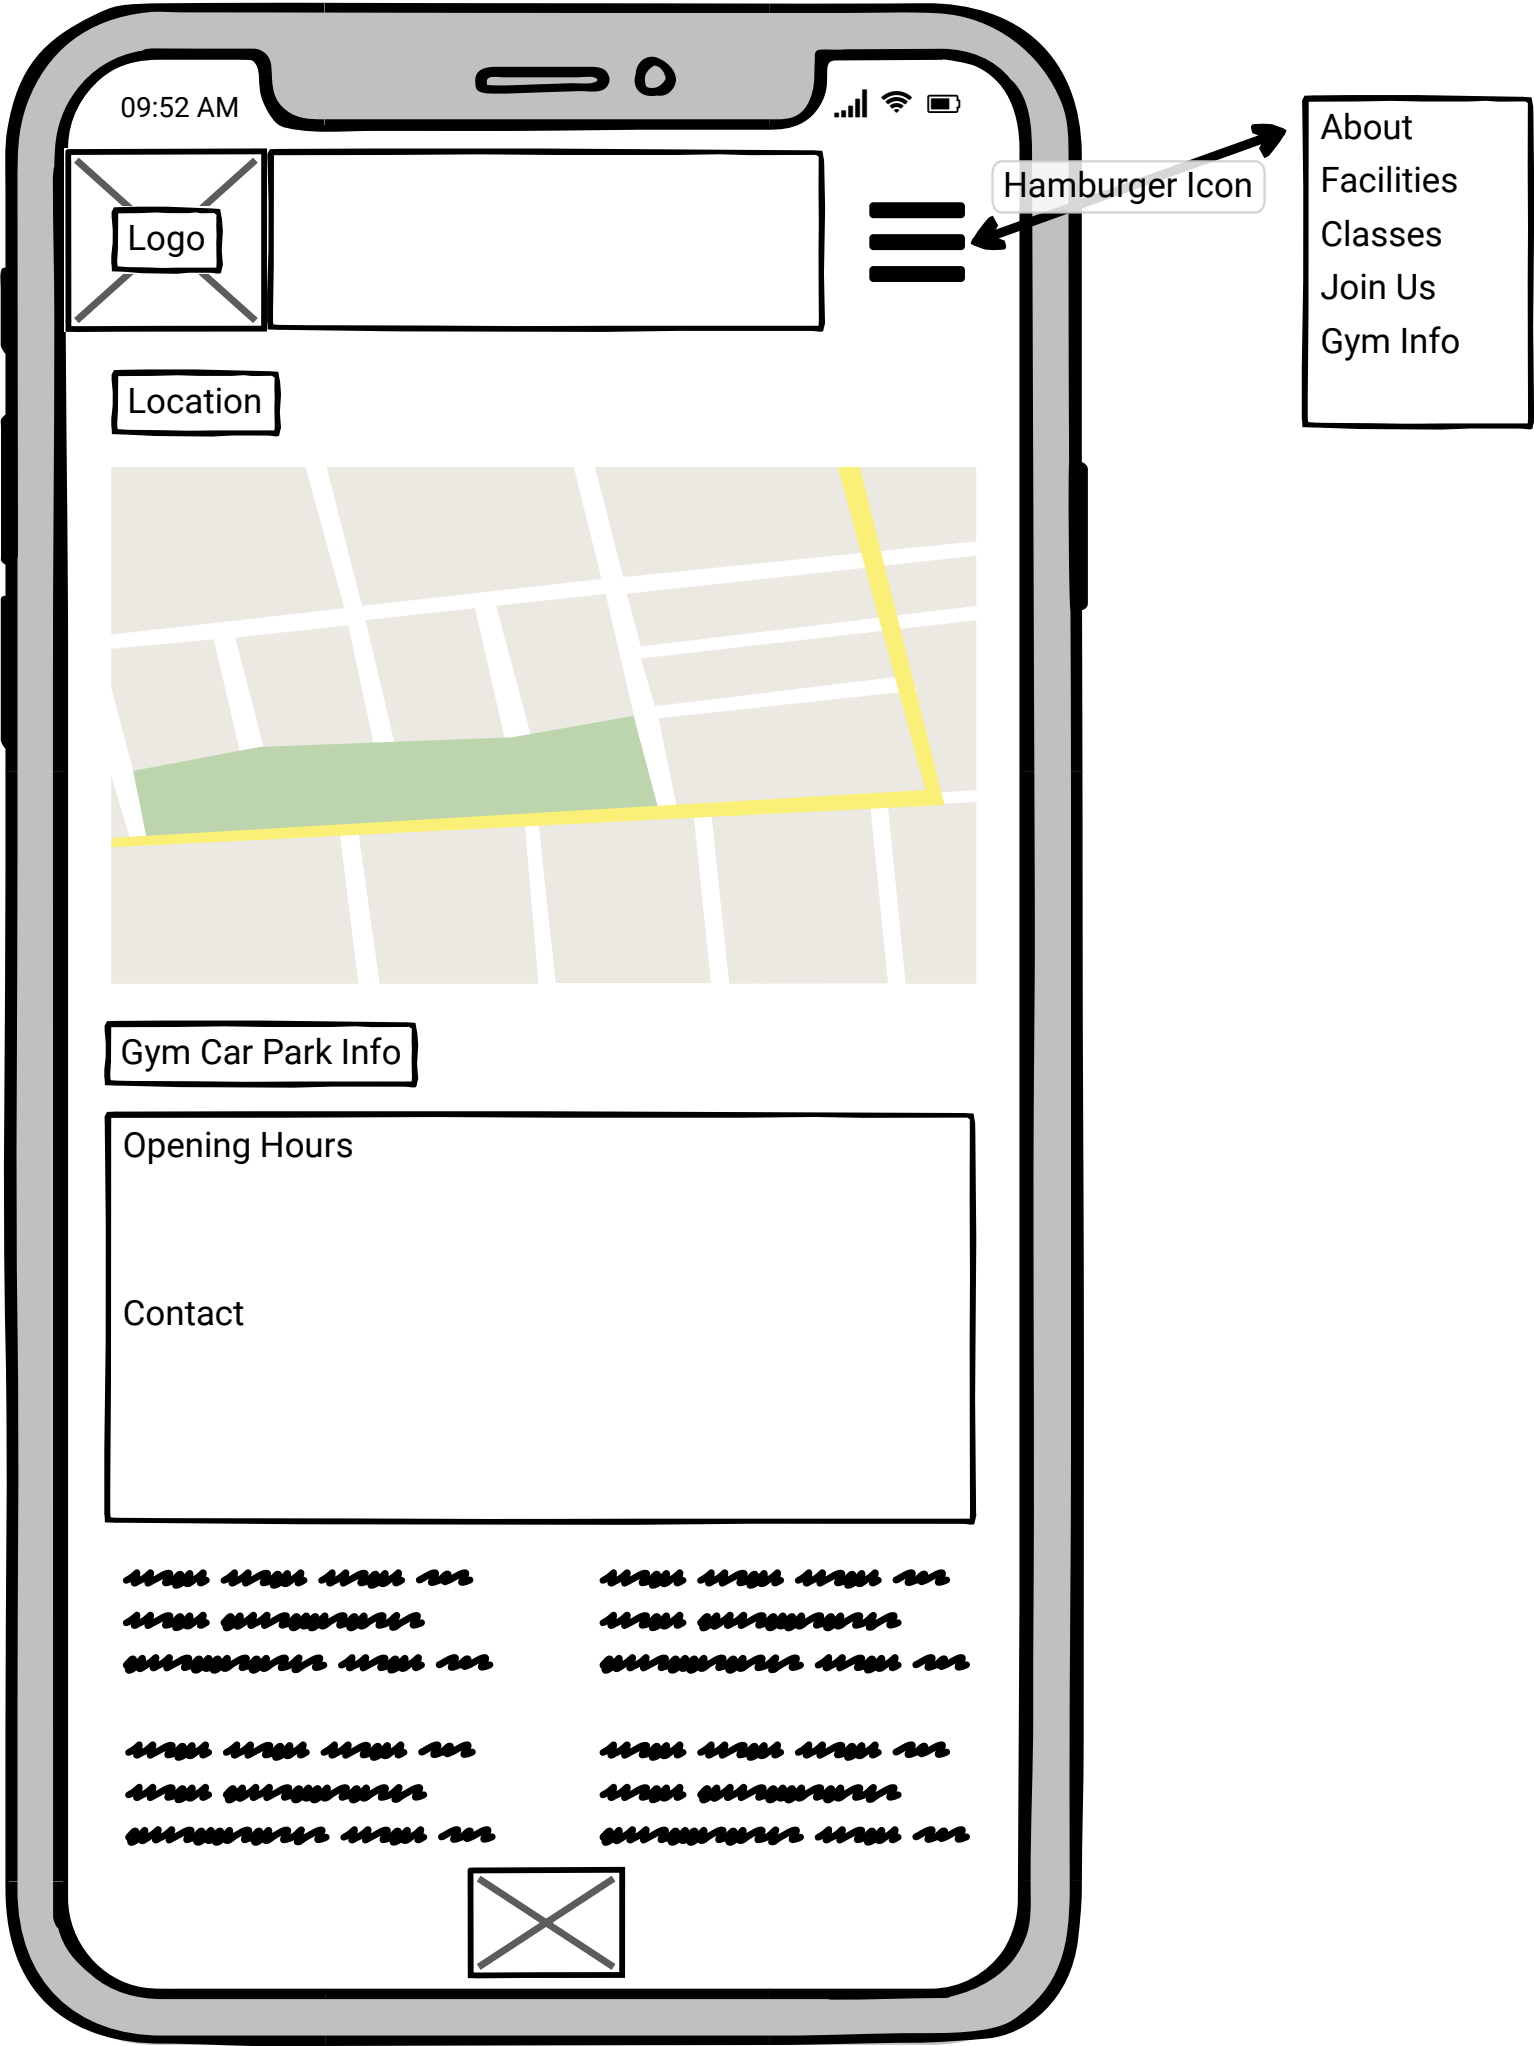 09:52 AM
Logo
Hamburger Icon
About
Facilities
Classes
Join Us
Gym Info
Location
Gym Car Park Info
Opening Hours
Contact